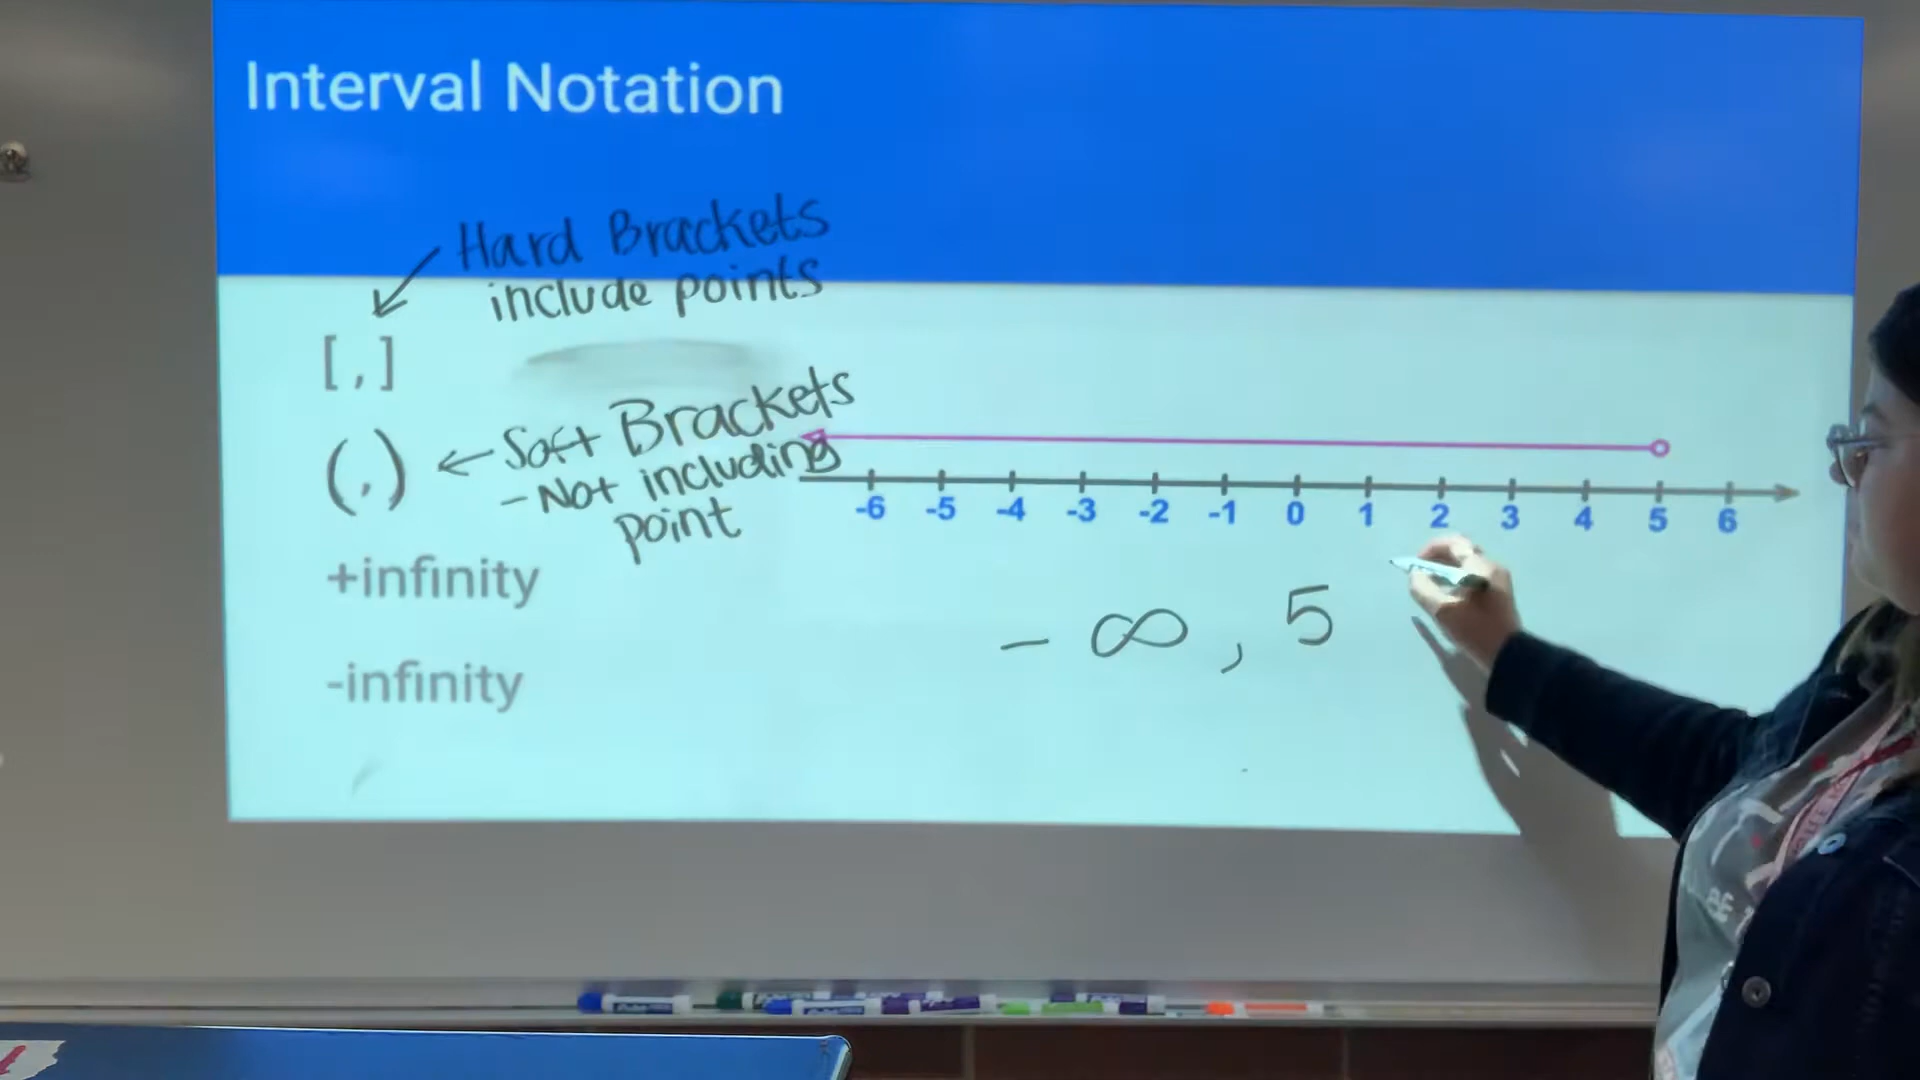 Interval Notation
Hard Brackets
include points
[,]
(,)
Soft Brackets
- Not including
point
+infinity
-infinity
-6 -5 -4 -3 -2 -1 0 1 2 3 4 5 6
- ∞, 5